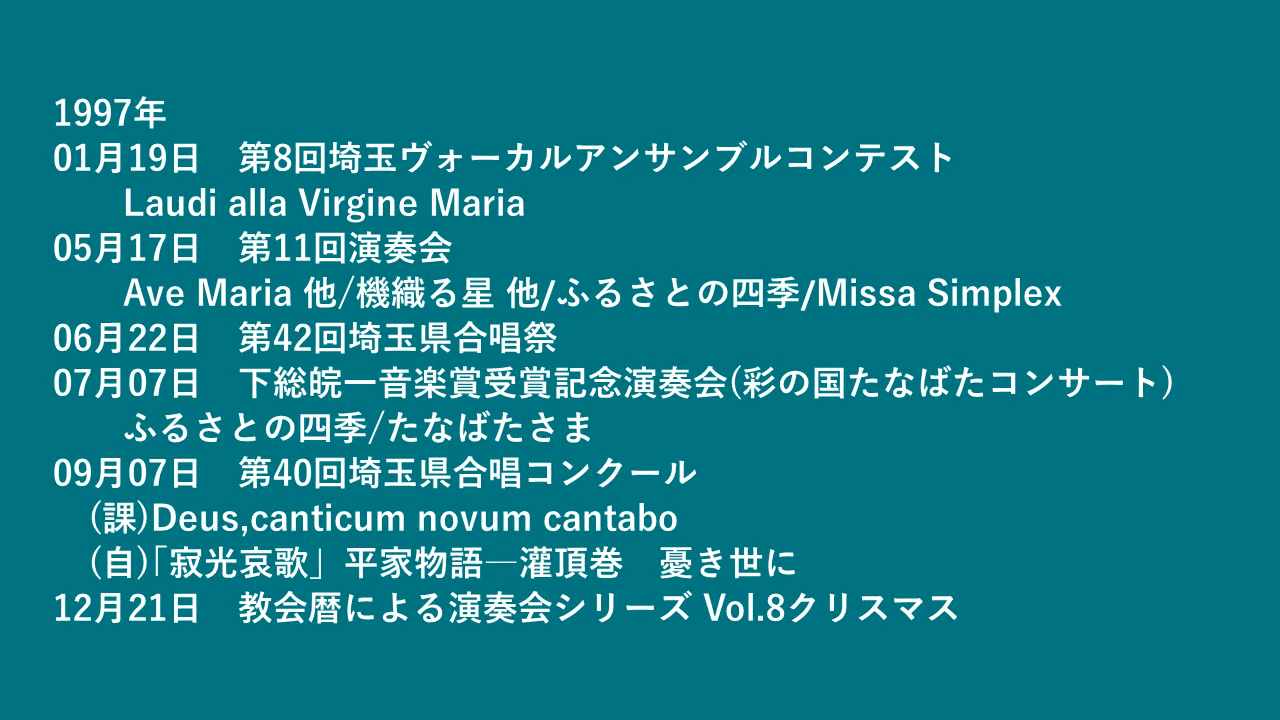 1997年
01月19日　第8回埼玉ヴォーカルアンサンブルコンテスト
Laudi alla Virgine Maria
05月17日　第11回演奏会
Ave Maria 他/機織る星 他/ふるさとの四季/Missa Simplex
06月22日　第42回埼玉県合唱祭
07月07日　下総皖一音楽賞受賞記念演奏会(彩の国たなばたコンサート)
ふるさとの四季/たなばたさま
09月07日　第40回埼玉県合唱コンクール
(課)Deus,canticum novum cantabo
(自)「寂光哀歌」平家物語―灌頂巻　憂き世に
12月21日　教会暦による演奏会シリーズ Vol.8クリスマス